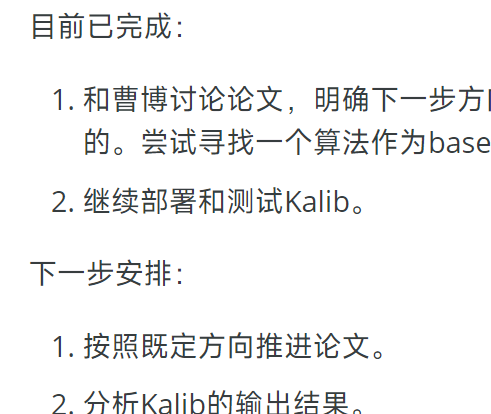 目前已完成：
1. 和曹博讨论论文，明确下一步方
的。尝试寻找一个算法作为base
2. 继续部署和测试Kalib。
下一步安排：
1. 按照既定方向推进论文。
2. 分析Kalib的输出结果。